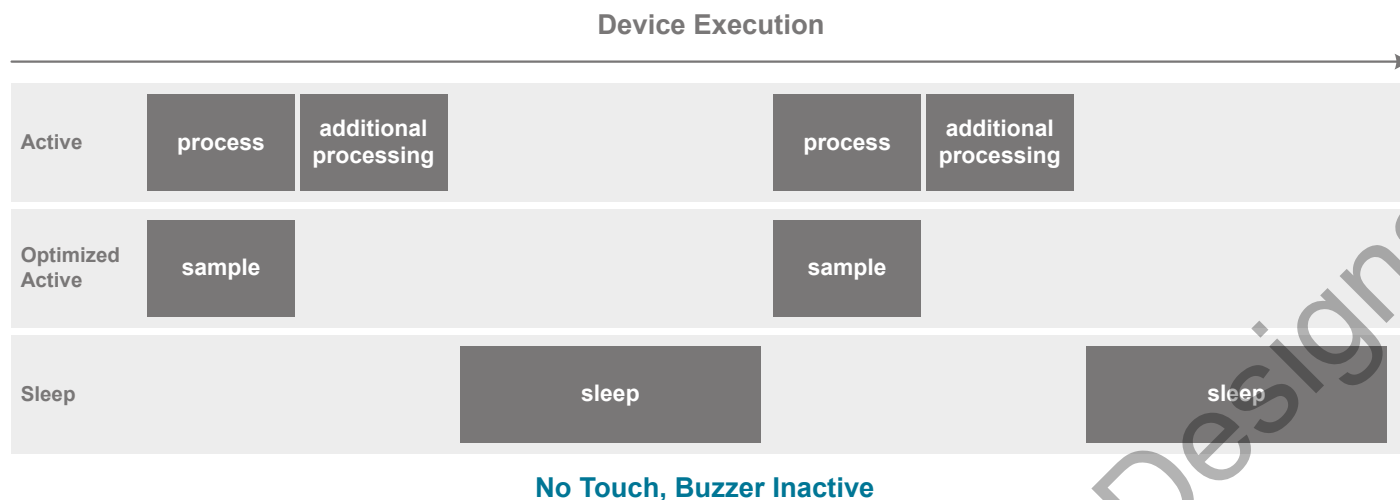 Device Execution
Active
process
additional
processing
process
additional
processing
Optimized
Active
sample
sample
Sleep
sleep
sleep
No Touch, Buzzer Inactive